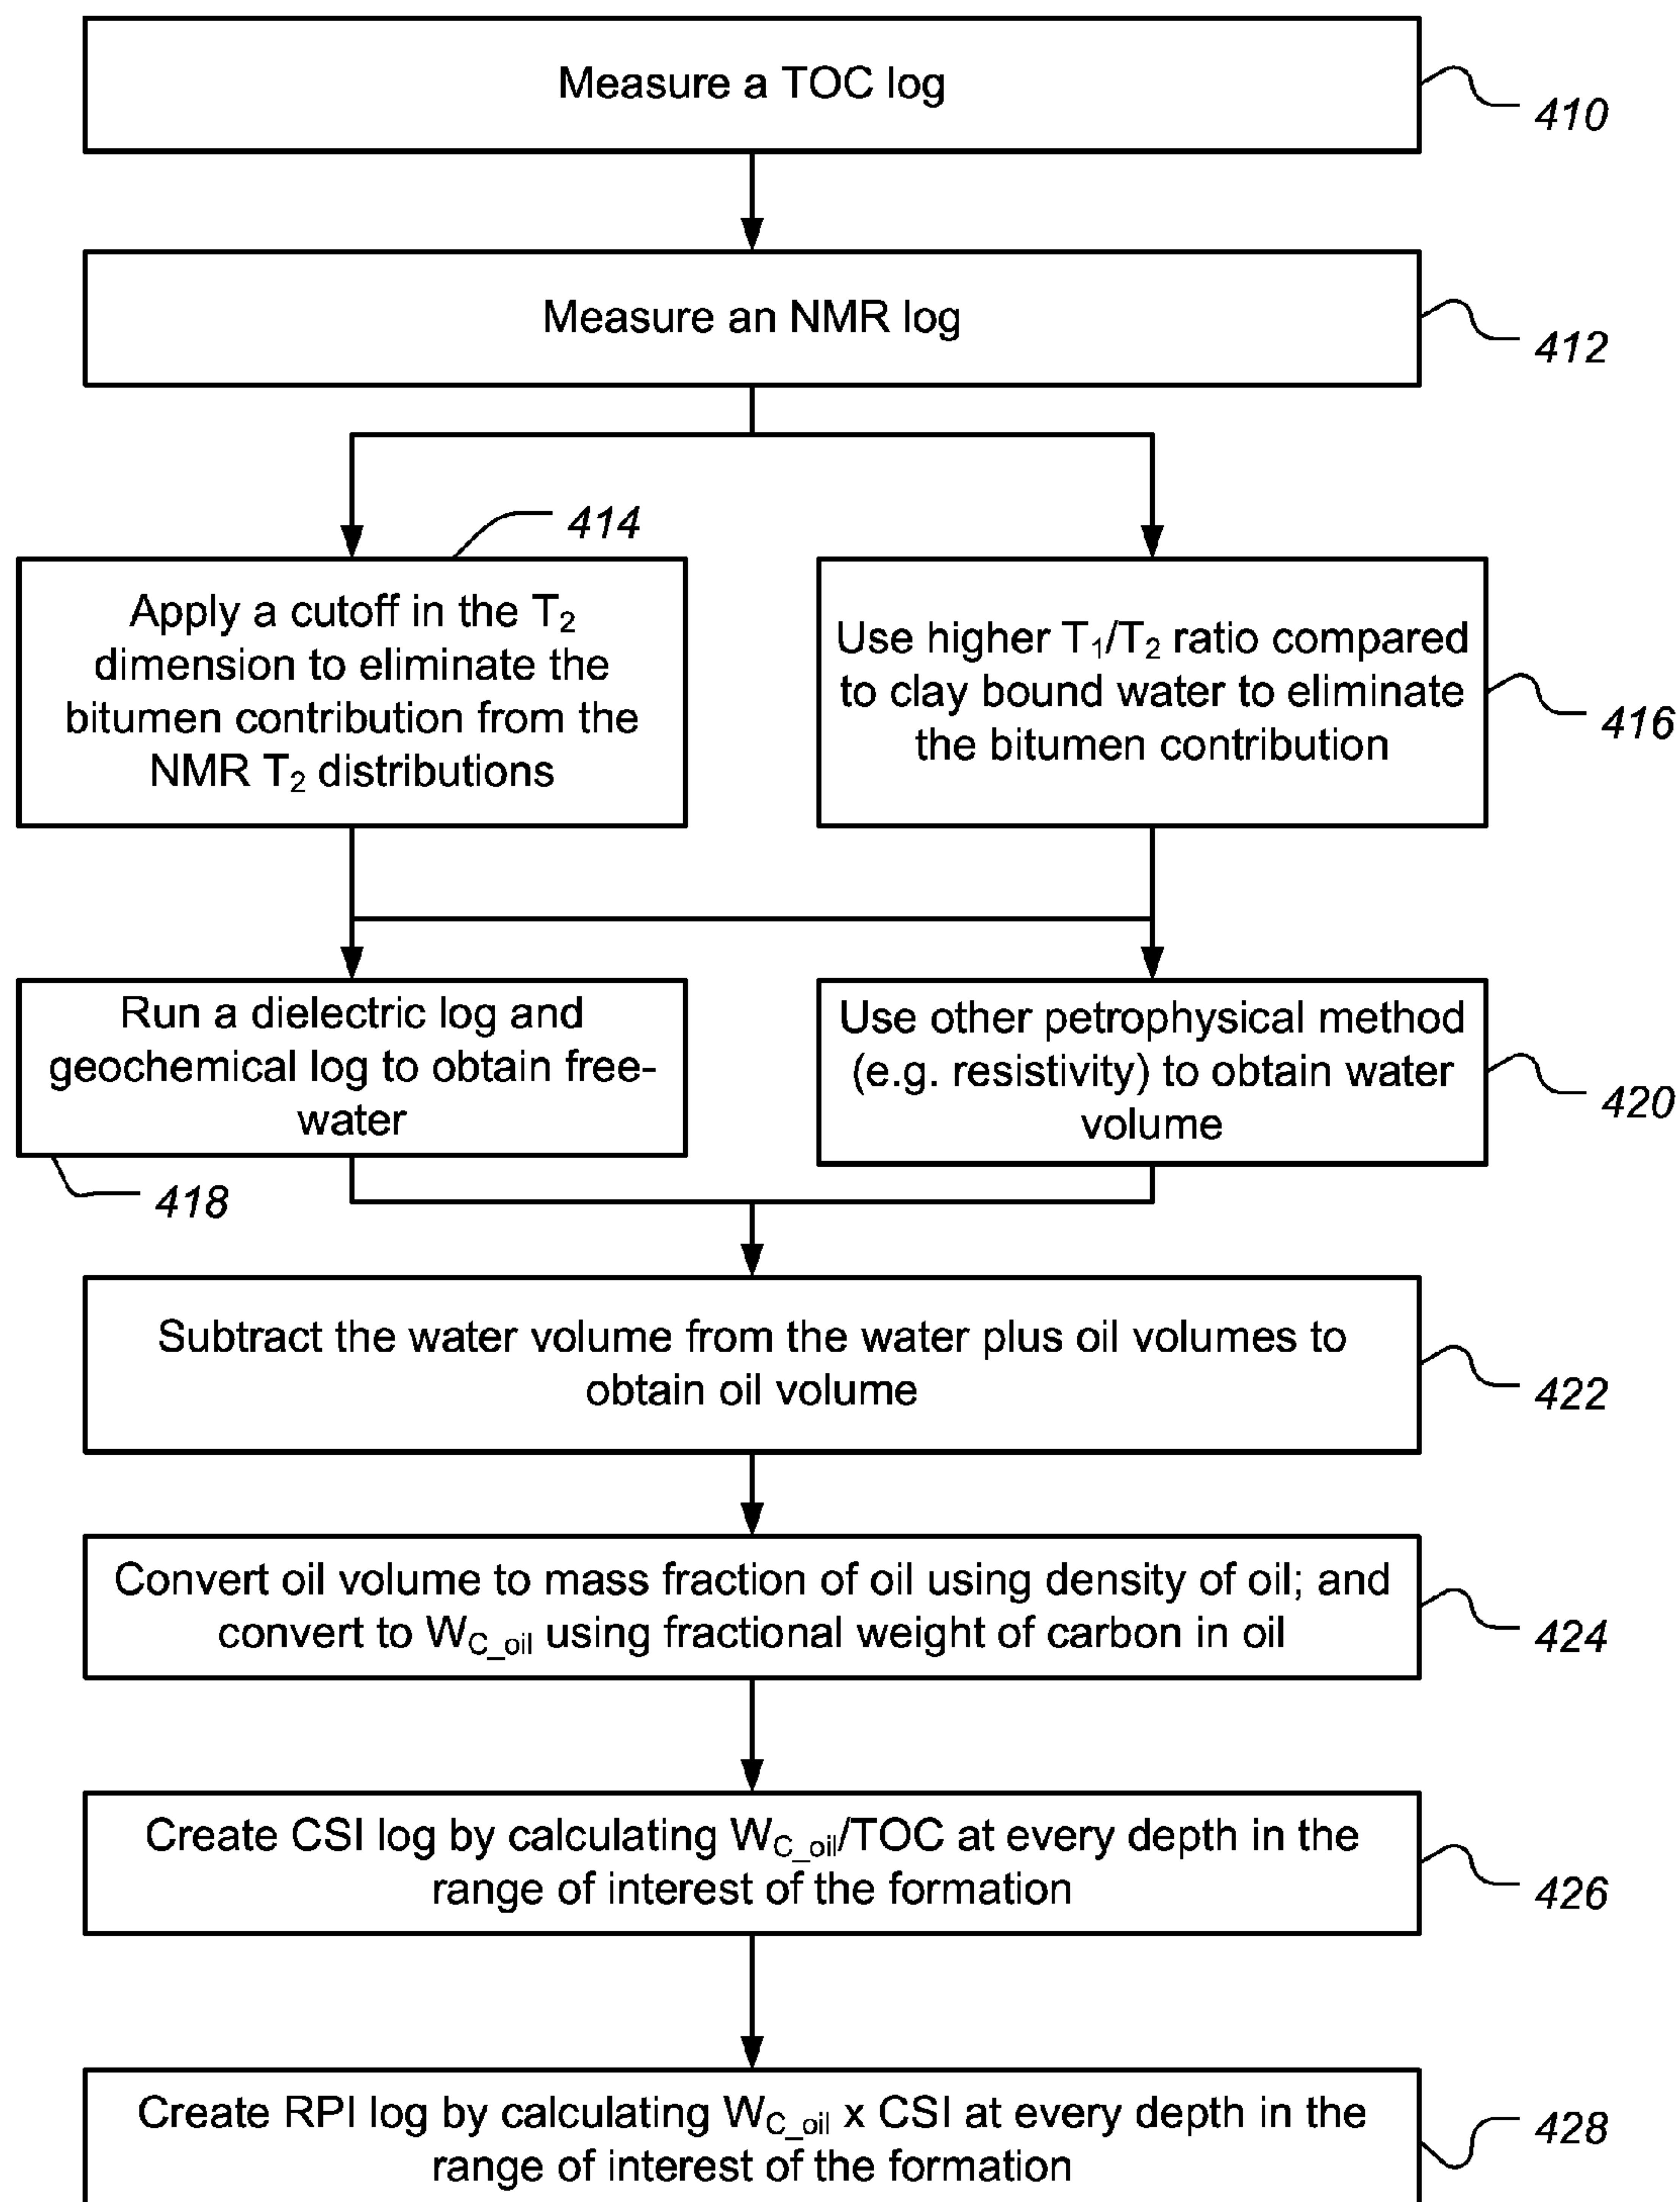 Measure a TOC log
410
Measure an NMR log
412
414
Apply a cutoff in the T₂
dimension to eliminate the
bitumen contribution from the
NMR T₂ distributions
Use higher T₁/T₂ ratio compared
to clay bound water to eliminate
the bitumen contribution
416
Run a dielectric log and
geochemical log to obtain free-
water
418
Use other petrophysical method
(e.g. resistivity) to obtain water
volume
420
Subtract the water volume from the water plus oil volumes to
obtain oil volume
422
Convert oil volume to mass fraction of oil using density of oil; and
convert to W_C_oil using fractional weight of carbon in oil
424
Create CSI log by calculating W_C_oil/TOC at every depth in the
range of interest of the formation
426
Create RPI log by calculating W_C_oil x CSI at every depth in the
range of interest of the formation
428